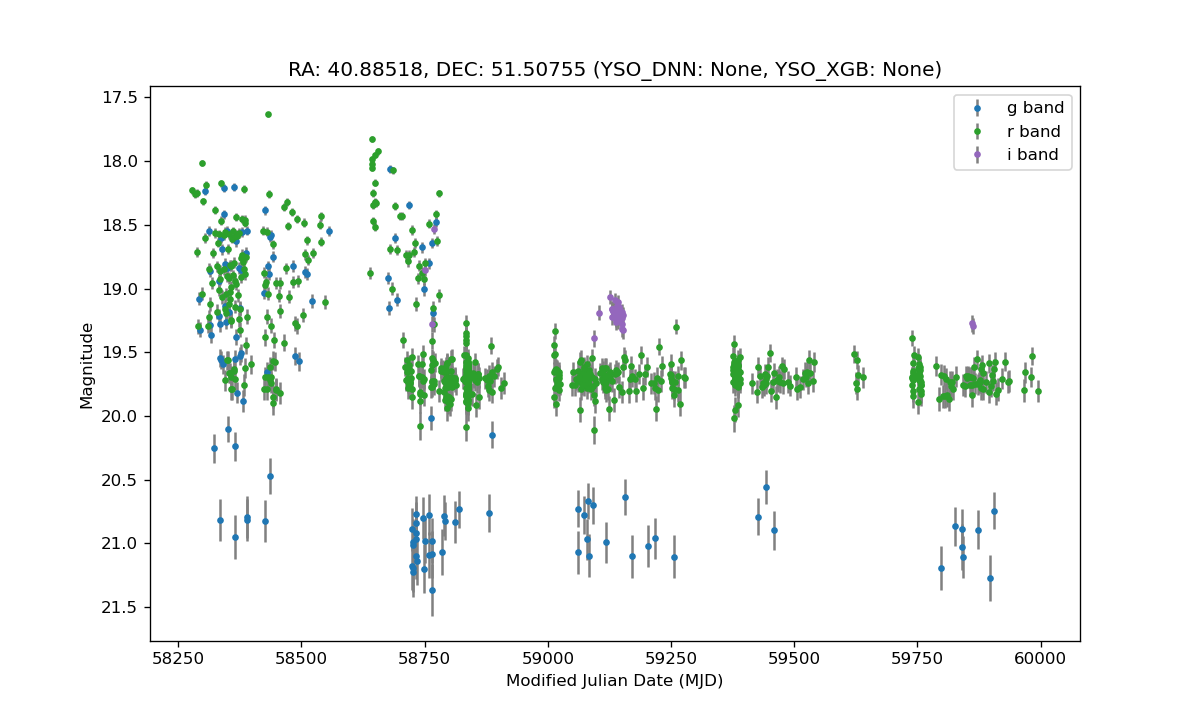 RA: 40.88518, DEC: 51.50755 (YSO_DNN: None, YSO_XGB: None)
g band
r band
i band
17.5
18.0
18.5
19.0
19.5
20.0
20.5
21.0
21.5
Magnitude
58250
58500
58750
59000
59250
59500
59750
60000
Modified Julian Date (MJD)